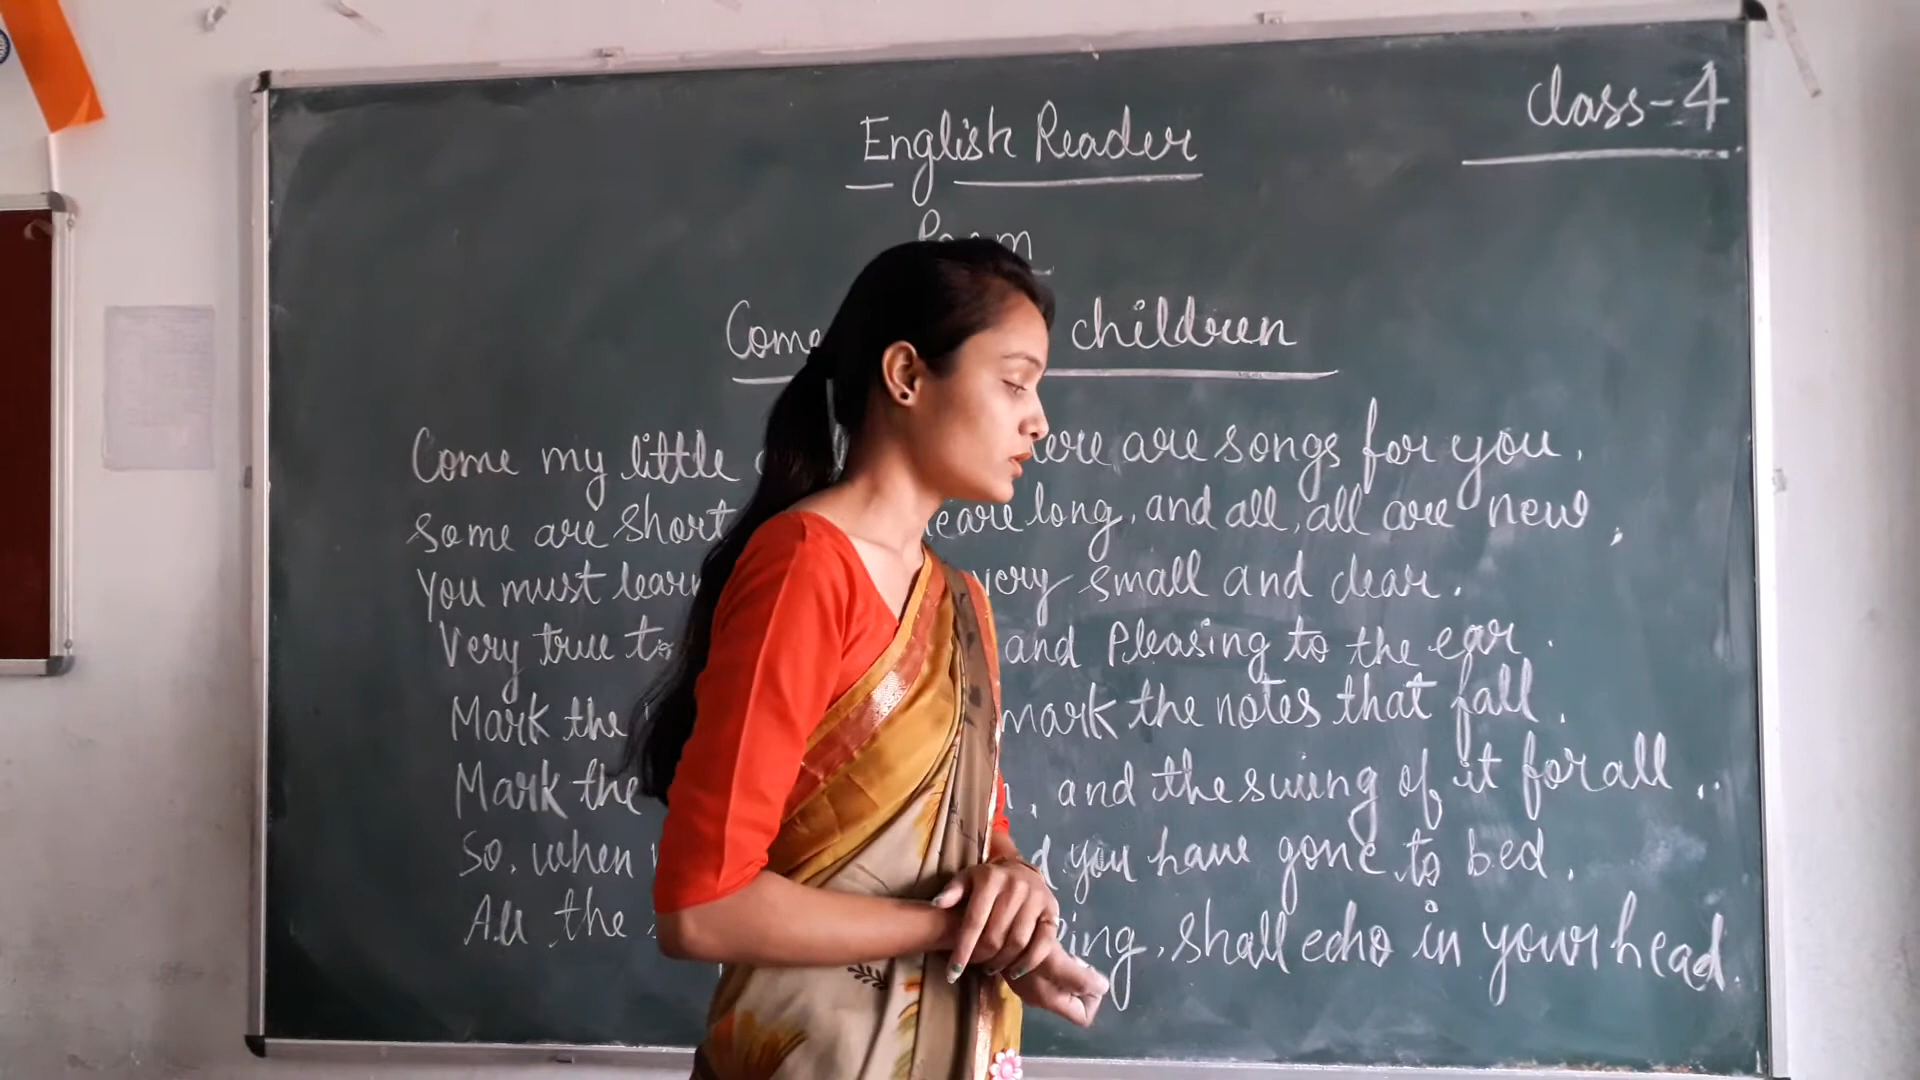 class-4
English Reader
Poem
Come children
Come my little are songs for you.
Some are short long, and all, all are new,
You must learn very small and clear.
Very true to and Pleasing to the ear.
Mark the mark the notes that fall.
Mark the , and the swing of it for all..
So, when you have gone to bed.
All the , shall echo in your head.